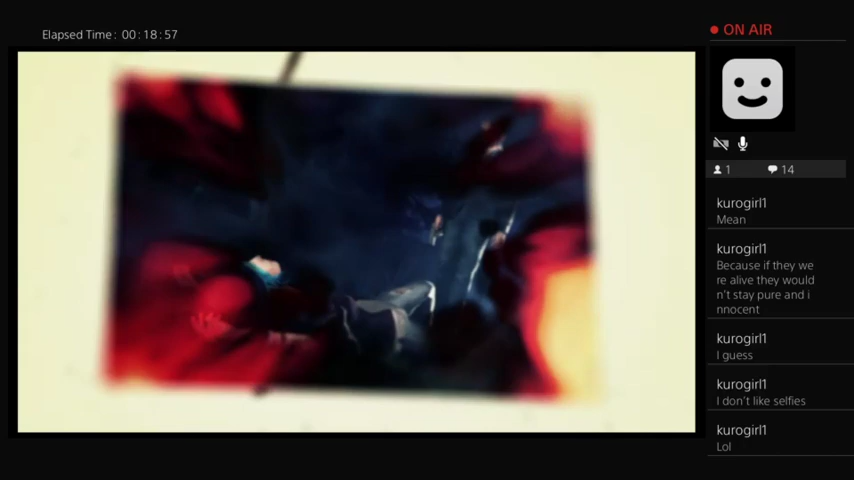 Elapsed Time: 00:18:57
ON AIR
1
14
kurogirl1
Mean
kurogirl1
Because if they we
re alive they would
n't stay pure and i
nnocent
kurogirl1
I guess
kurogirl1
I don't like selfies
kurogirl1
Lol